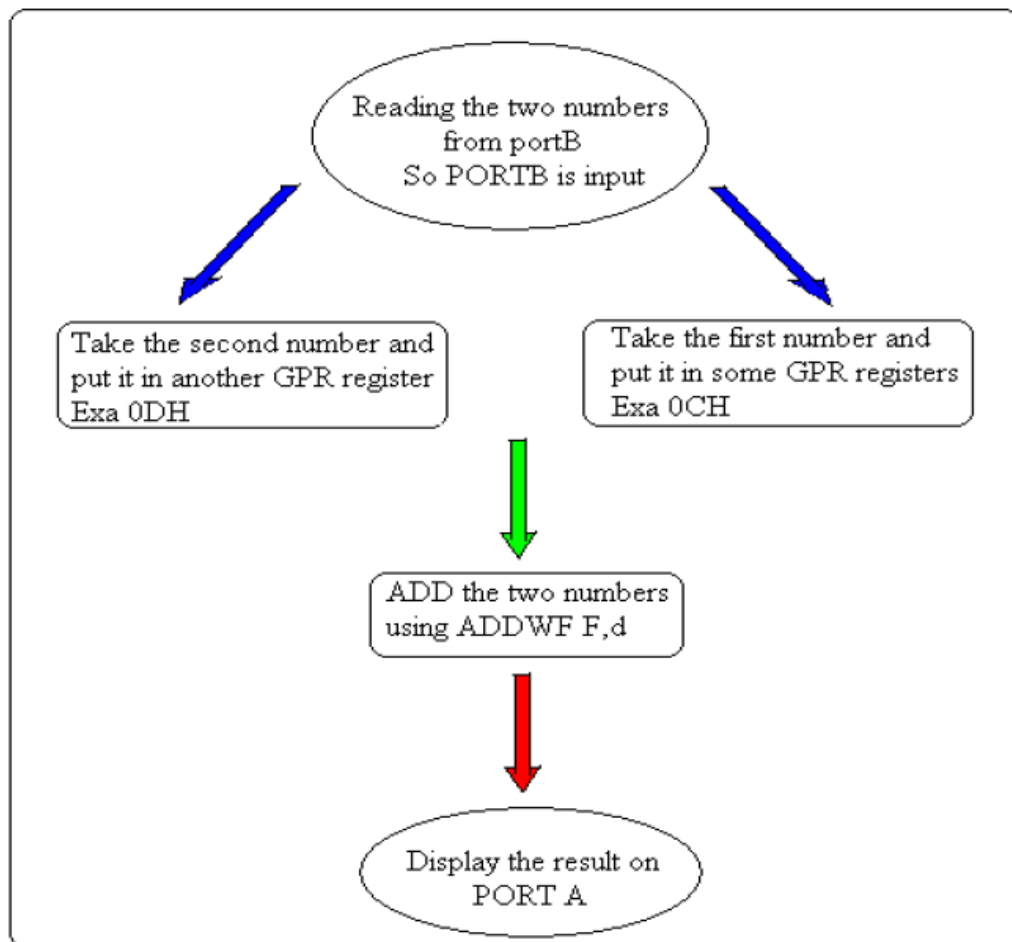 Reading the two numbers
from portB
So PORTB is input
Take the second number and
put it in another GPR register
Exa 0DH
Take the first number and
put it in some GPR registers
Exa 0CH
ADD the two numbers
using ADDWF F,d
Display the result on
PORT A